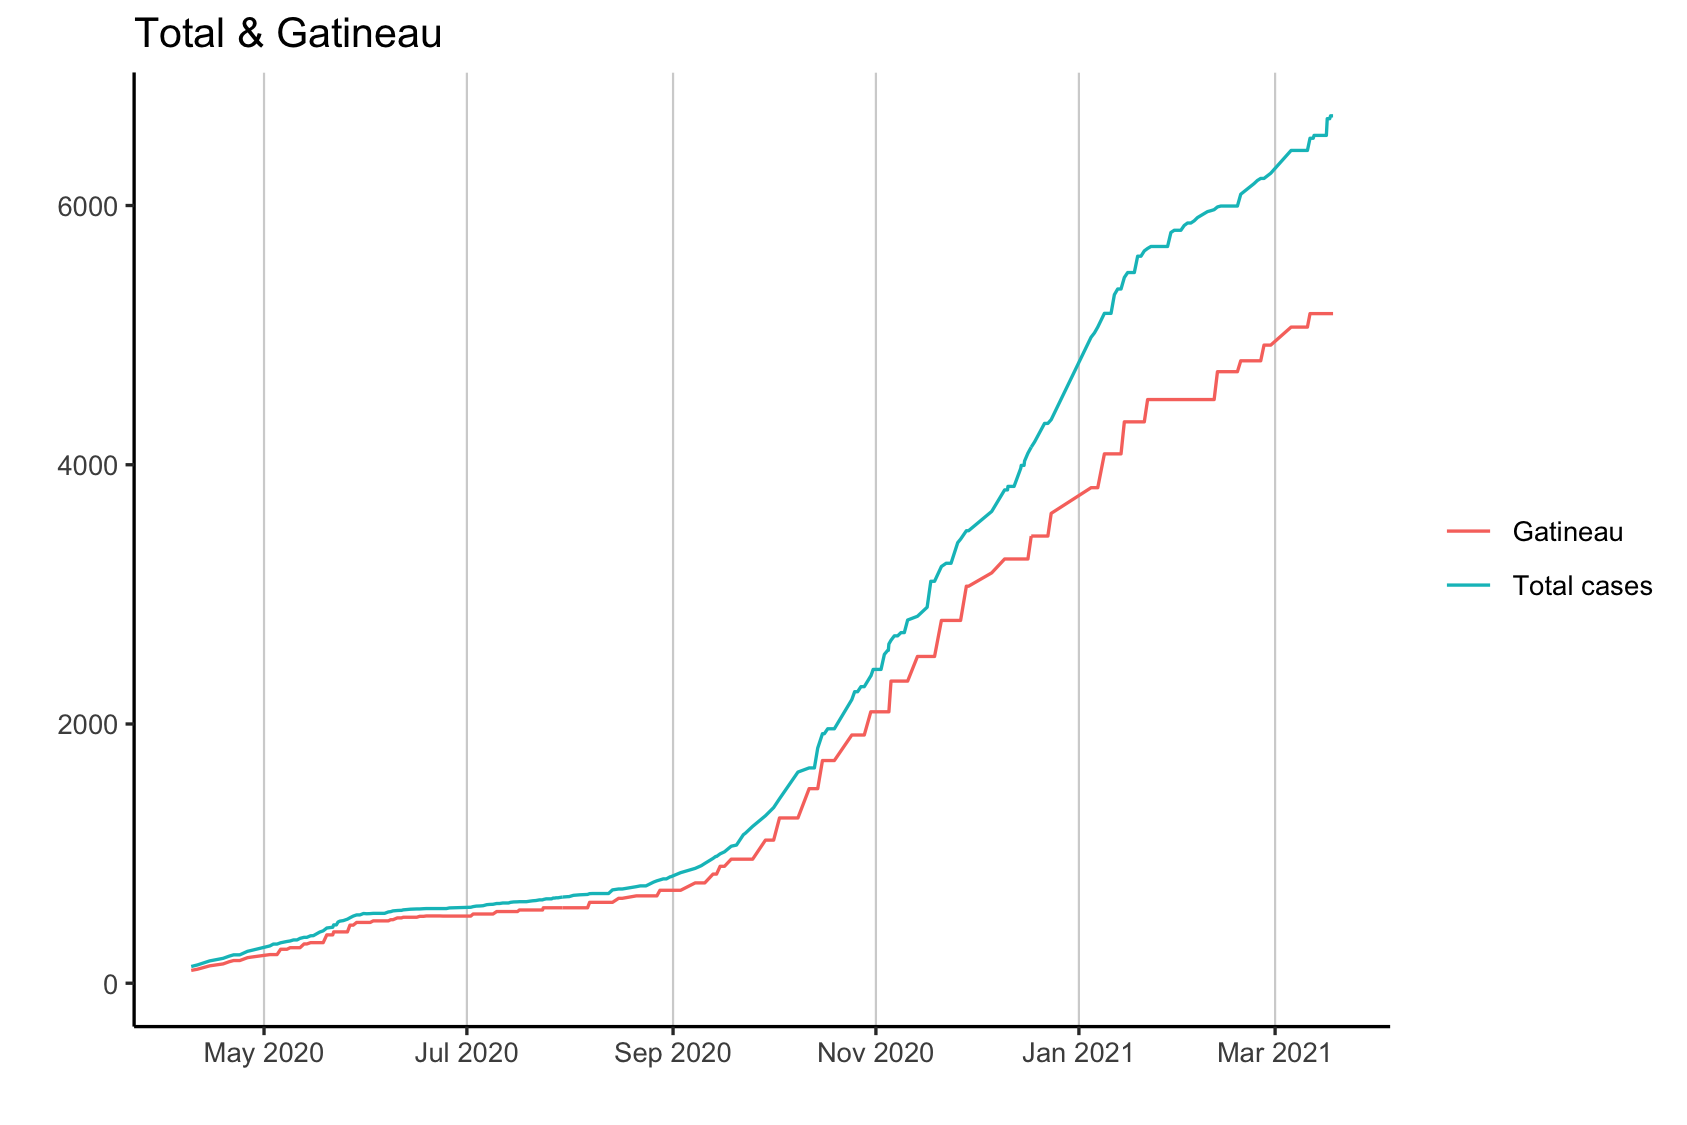 Total & Gatineau
6000
4000
2000
0
May 2020
Jul 2020
Sep 2020
Nov 2020
Jan 2021
Mar 2021
Gatineau
Total cases